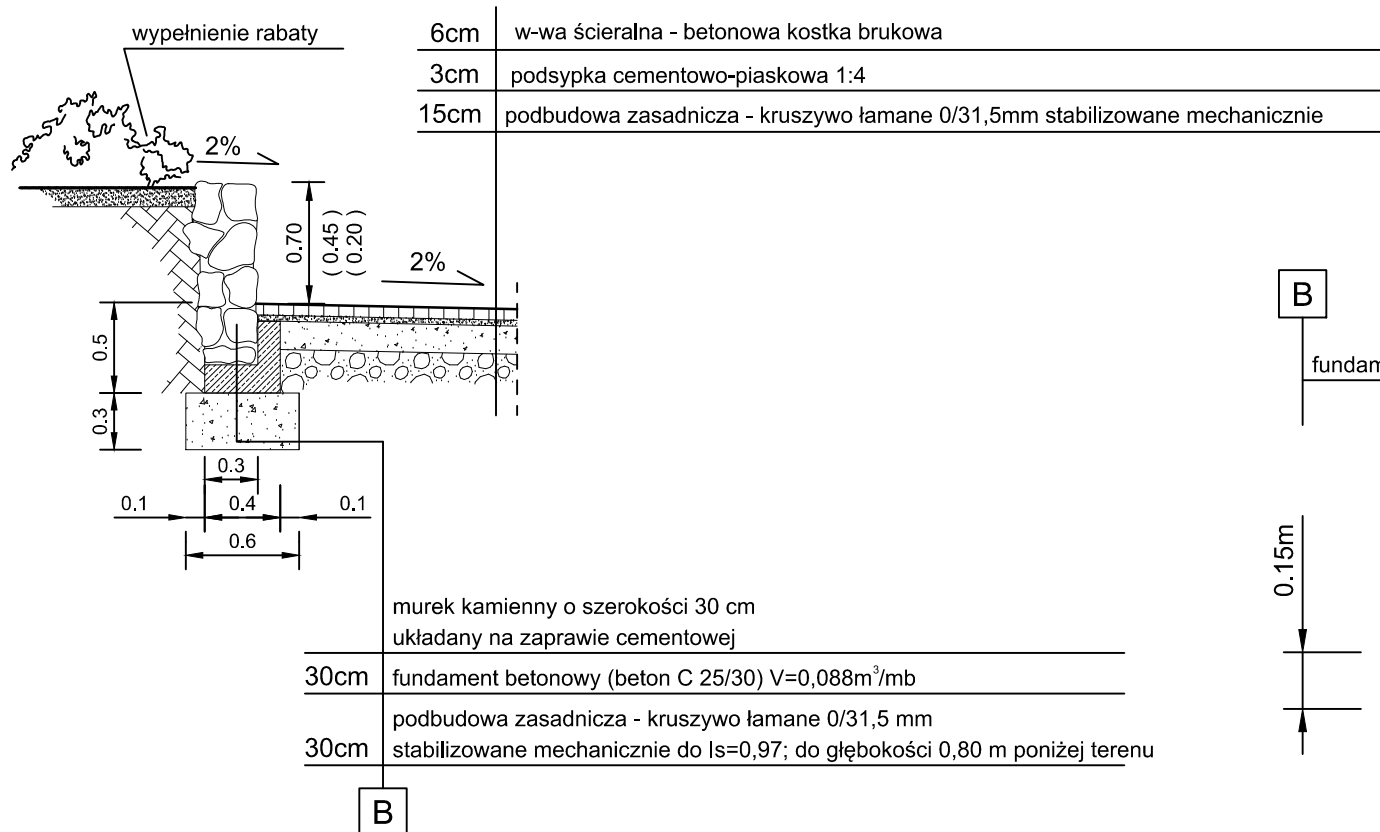 wypełnienie rabaty
6cm w-wa ścieralna - betonowa kostka brukowa
3cm podsypka cementowo-piaskowa 1:4
15cm podbudowa zasadnicza - kruszywo łamane 0/31,5mm stabilizowane mechanicznie
2%
0.70
( 0.45 )
( 0.20 )
2%
B
0.5
fundam
0.3
0.3
0.1 0.4 0.1
0.6
0.15m
murek kamienny o szerokości 30 cm
układany na zaprawie cementowej
30cm fundament betonowy (beton C 25/30) V=0,088m³/mb
podbudowa zasadnicza - kruszywo łamane 0/31,5 mm
30cm stabilizowane mechanicznie do Is=0,97; do głębokości 0,80 m poniżej terenu
B